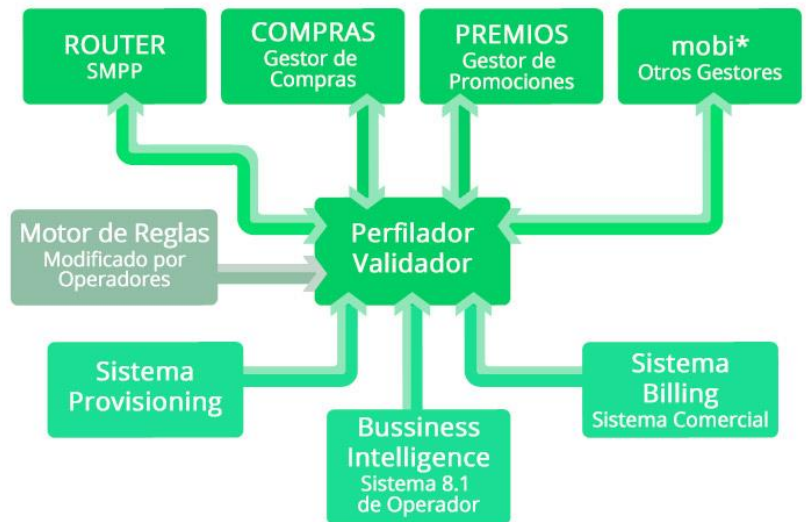 ROUTER
SMPP
COMPRAS
Gestor de
Compras
PREMIOS
Gestor de
Promociones
mobi*
Otros Gestores
Motor de Reglas
Modificado por
Operadores
Perfilador
Validador
Sistema
Provisioning
Bussiness
Intelligence
Sistema 8.1
de Operador
Sistema
Billing
Sistema Comercial